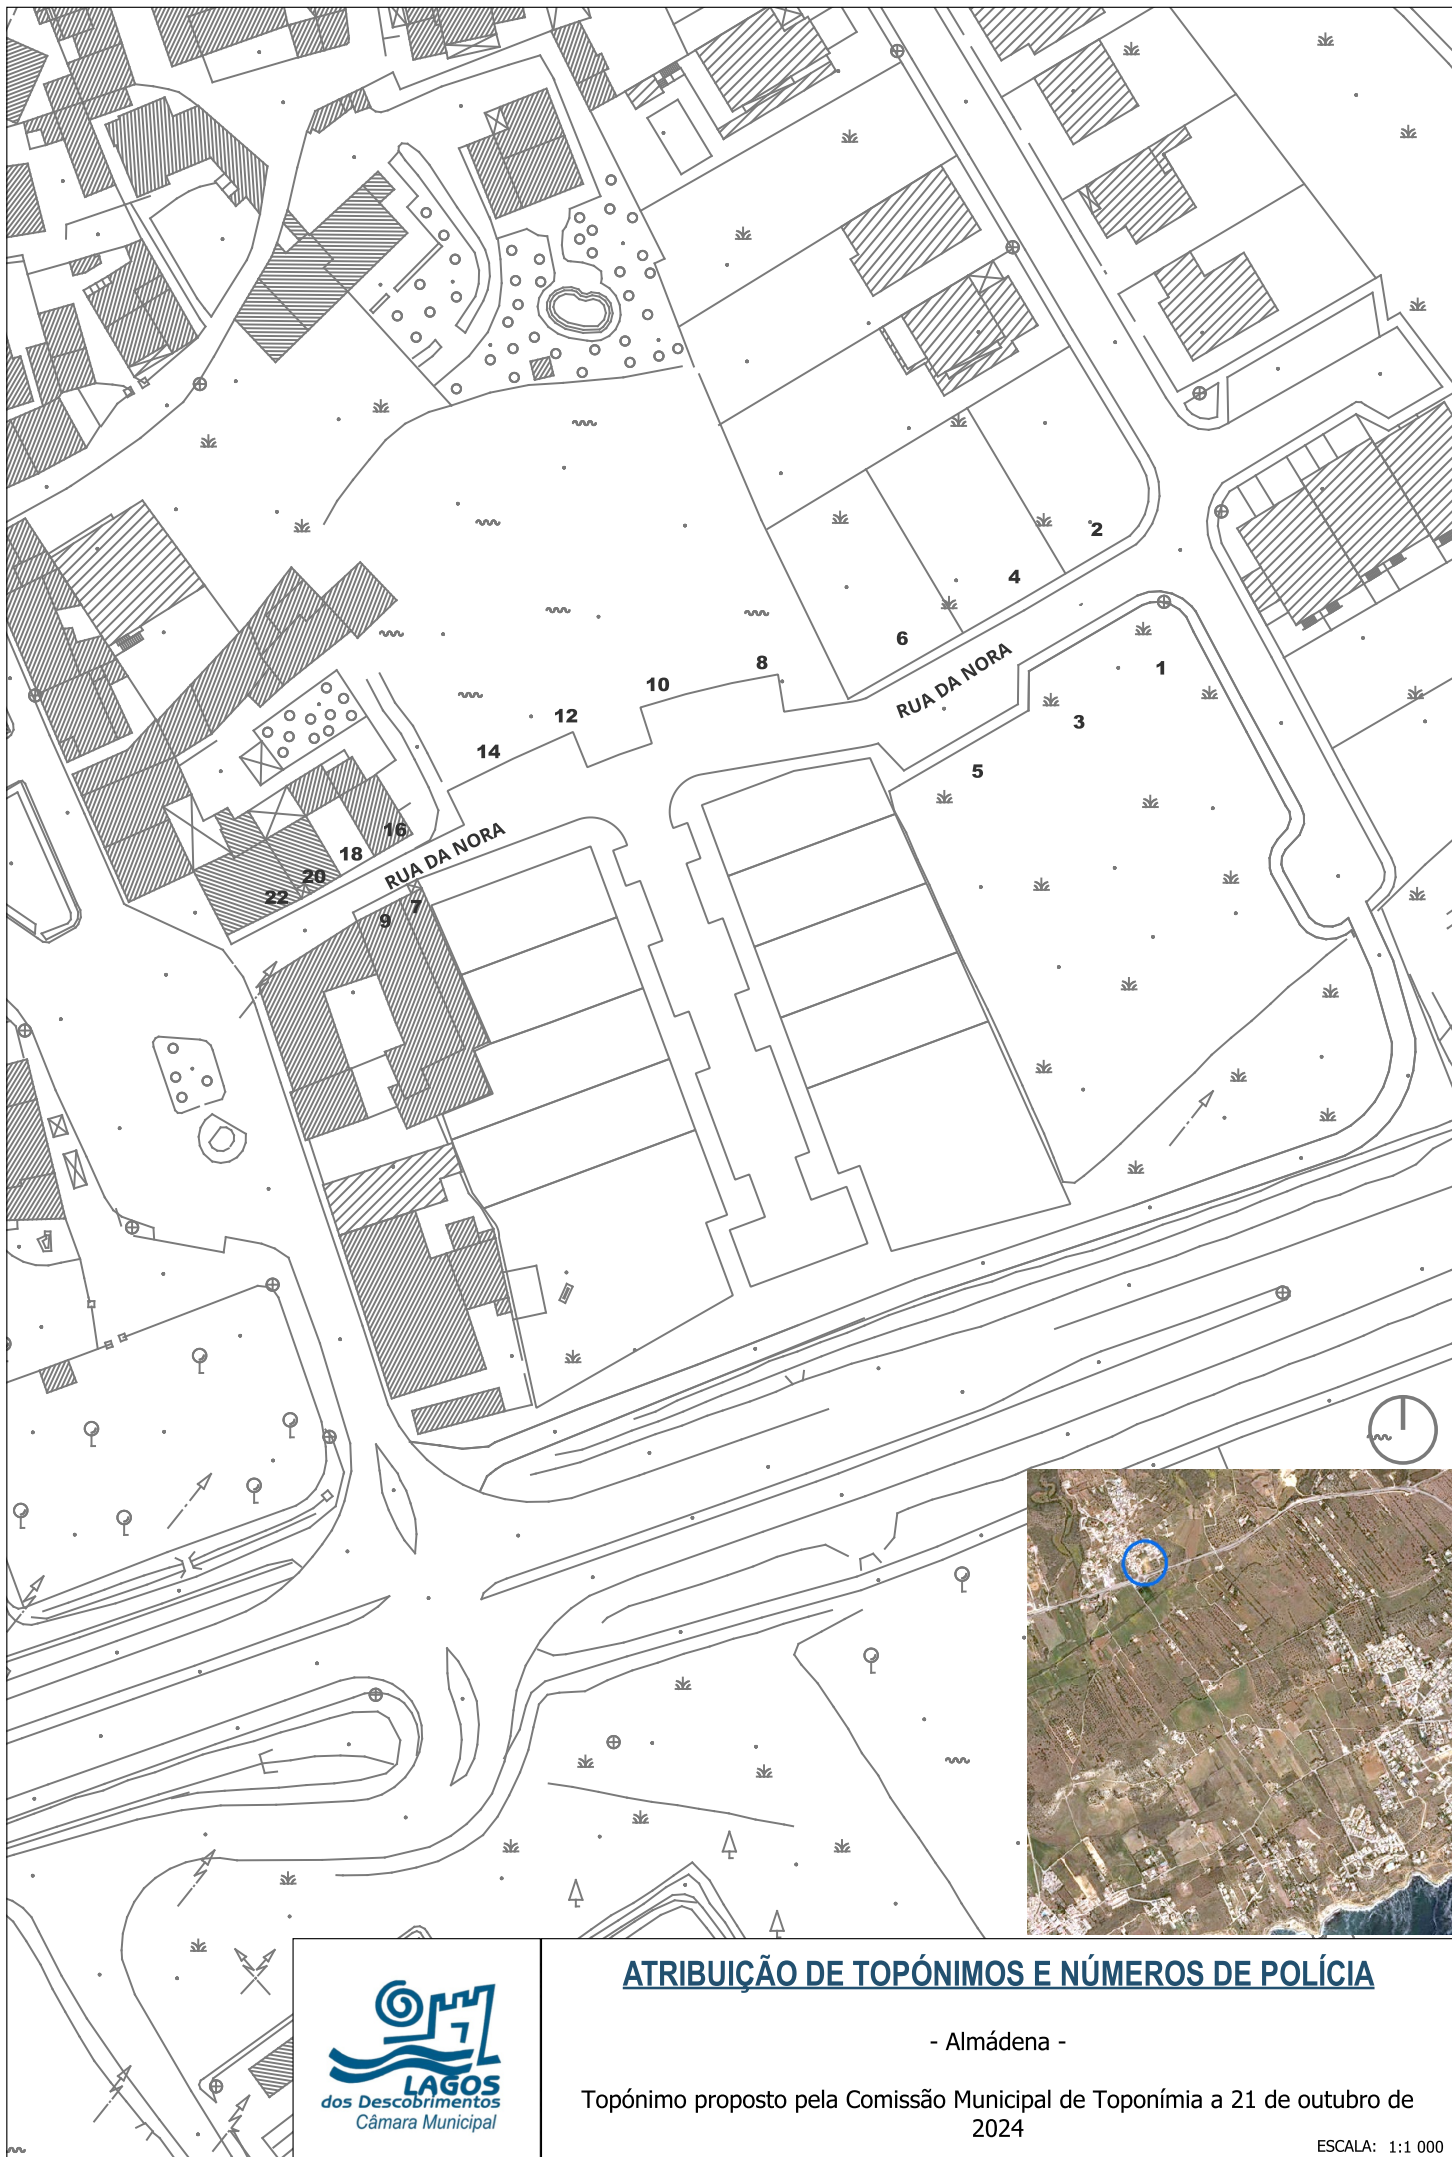 2
4
6
1
RUA DA NORA
8
3
10
12
5
14
16
RUA DA NORA
18
20
22
7
9
ATRIBUIÇÃO DE TOPÓNIMOS E NÚMEROS DE POLÍCIA
- Almádena -
Topónimo proposto pela Comissão Municipal de Toponímia a 21 de outubro de
2024
ESCALA: 1:1 000
LAGOS
dos Descobrimentos
Câmara Municipal